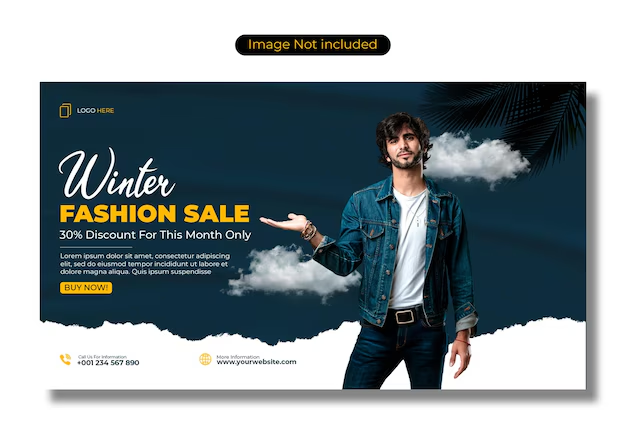 Image Not included
LOGO HERE
Winter
FASHION SALE
30% Discount For This Month Only
Lorem ipsum dolor sit amet, consectetur adipiscing
elit, sed do eiusmod tempor incididunt ut labore et
dolore magna aliqua. Quis ipsum suspendisse
BUY NOW!
Call Us For Information
+001 234 567 890
More Information
www.yourwebsite.com